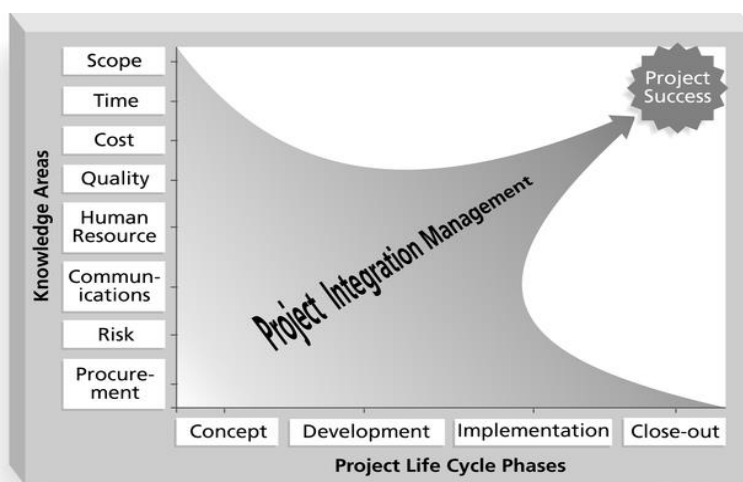 Knowledge Areas
Scope
Time
Cost
Quality
Human
Resource
Commun-
ications
Risk
Procure-
ment
Project Integration Management
Project
Success
Concept
Development
Implementation
Close-out
Project Life Cycle Phases